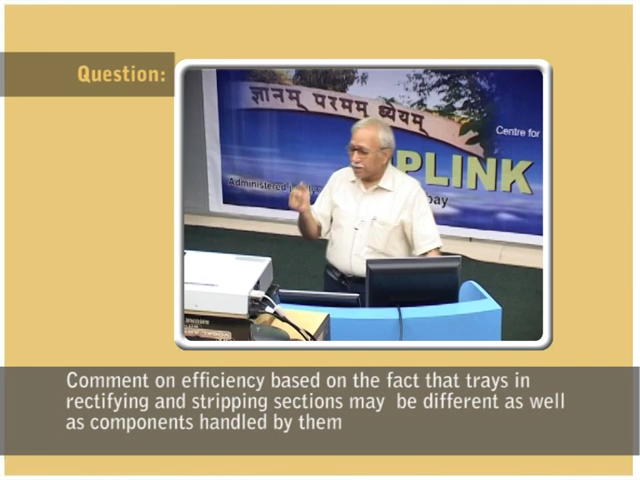 Question:
ज्ञानम् परमम् ध्येयम्
Centre for
PLINK
Administered
bay
Comment on efficiency based on the fact that trays in
rectifying and stripping sections may be different as well
as components handled by them